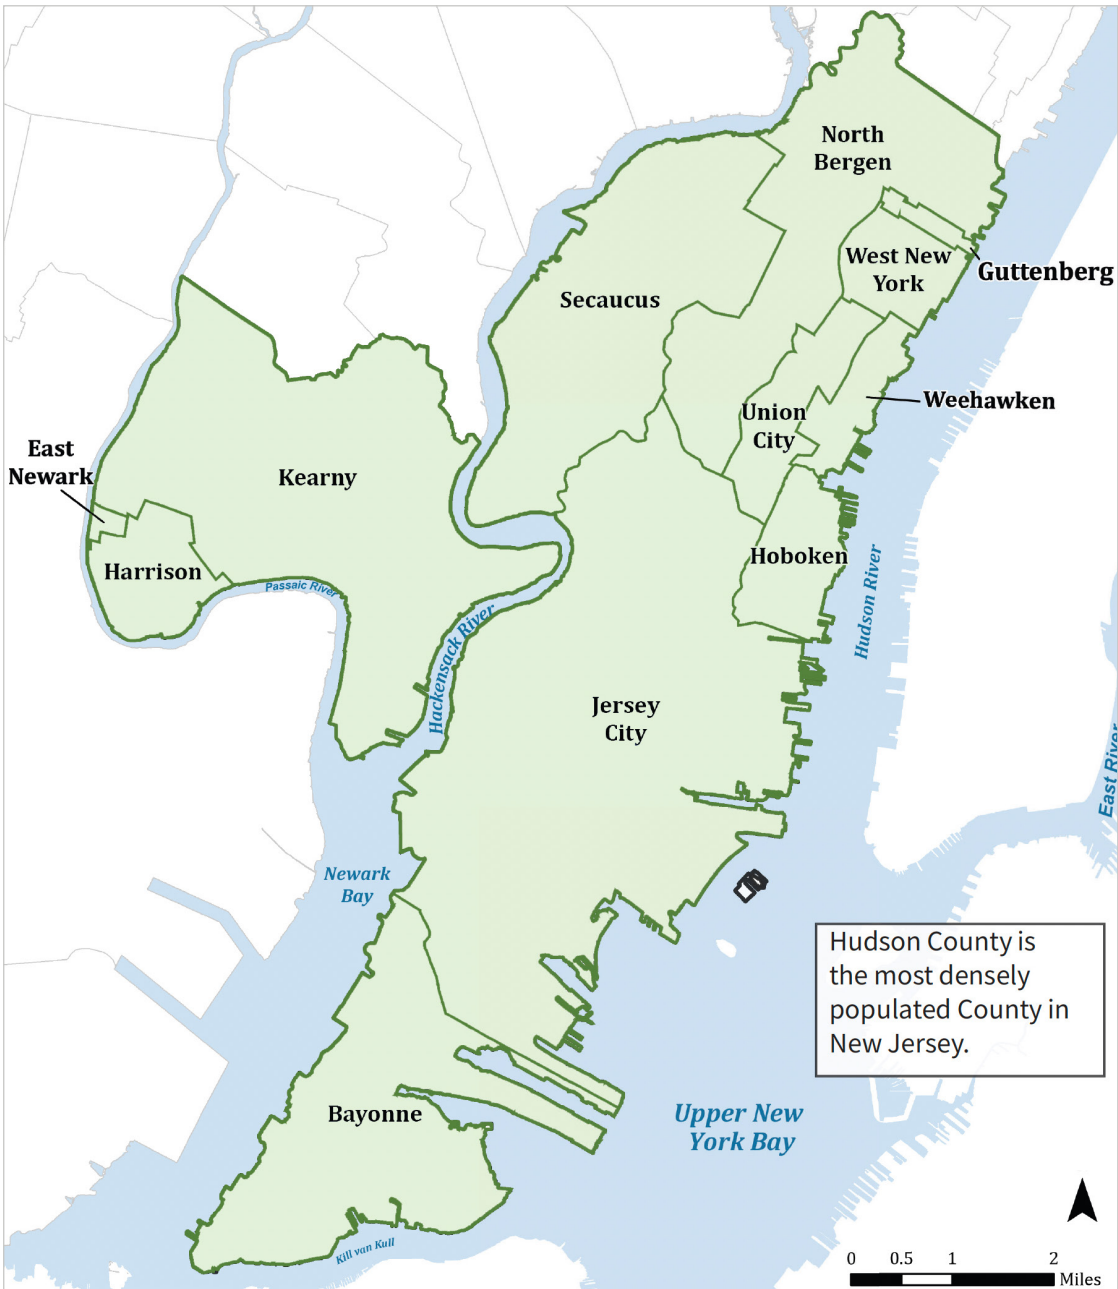 North
Bergen
West New
York
Guttenberg
Secaucus
Weehawken
Union
City
East
Newark
Kearny
Hoboken
Harrison
Passaic River
Hudson River
Hackensack River
Jersey
City
East River
Newark
Bay
Hudson County is
the most densely
populated County in
New Jersey.
Bayonne
Upper New
York Bay
Kill van Kull
0 0.5 1 2
Miles